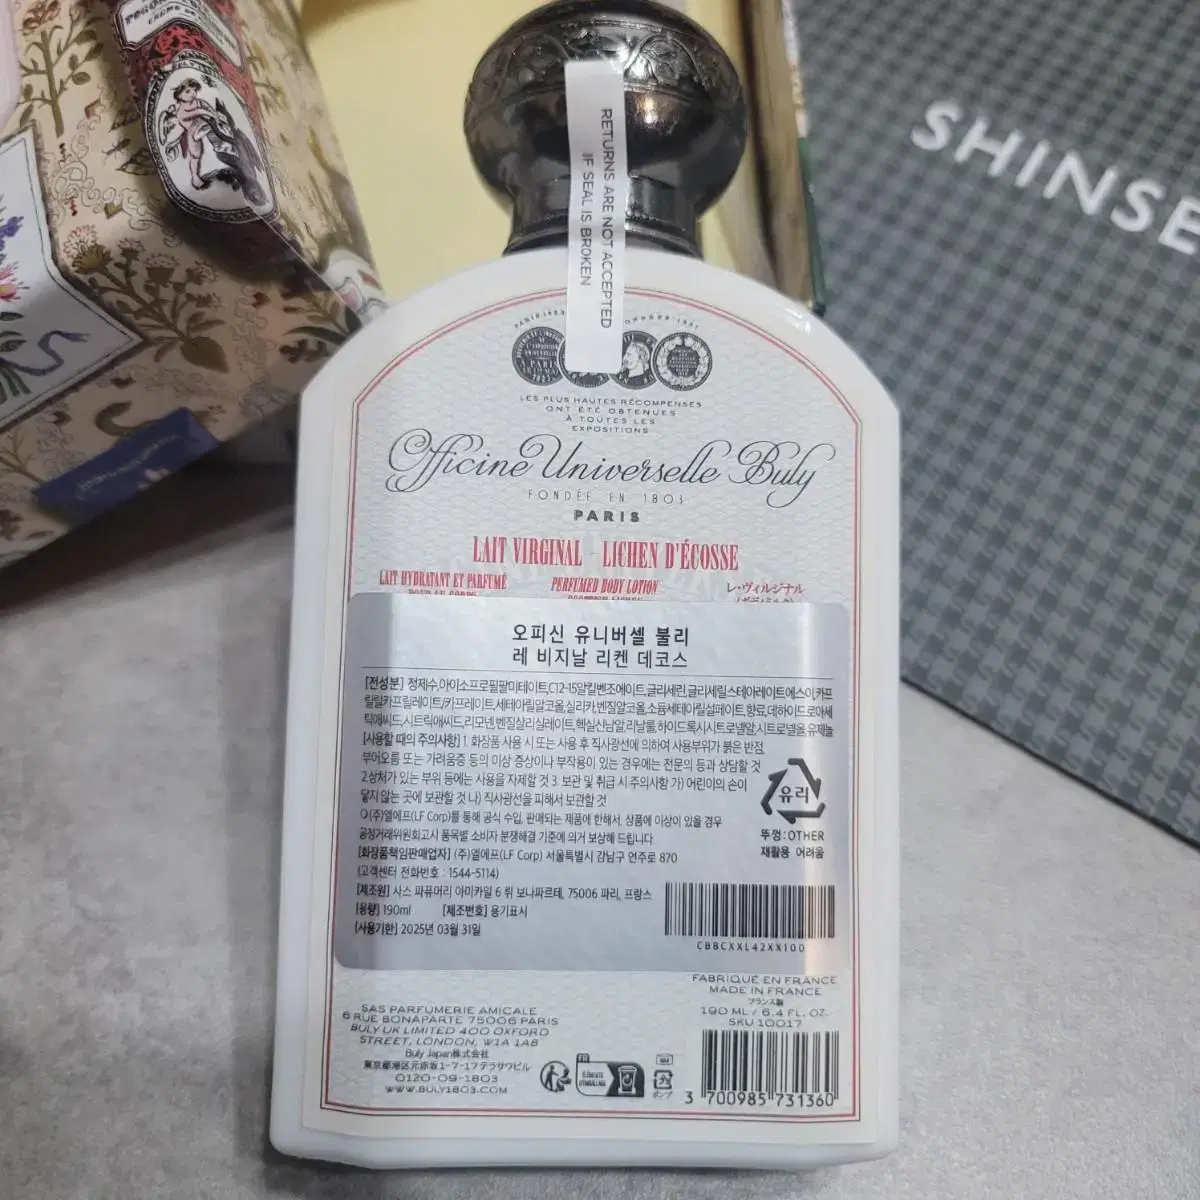 SHINSE
RETURNS ARE NOT ACCEPTED
IF SEAL IS BROKEN
LES PLUS HAUTES RÉCOMPENSES
ONT ÉTÉ OBTENUES
À TOUTES LES
EXPOSITIONS
Officine Universelle Buly
FONDÉE EN 1803
PARIS
LAIT VIRGINAL - LICHEN D'ÉCOSSE
LAIT HYDRATANT ET PARFUMÉ
PERFUMED BODY LOTION
レ・ヴィルジナル
오피신 유니버셀 불리
레 비지날 리켄 데코스
[전성분] 정제수,아이소프로필팔미테이트,C12-15알킬벤조에이트,글리세린,글리세릴스테아레이트에스이,카프
릴릴카프릴레이트/카프레이트,세테아릴알코올,실리카,벤질알코올,소듐세테아릴설페이트,향료,데하이드로아세
틱애씨드,시트릭애씨드,리모넨,벤질살리실레이트,헥실신남알,리날룰,하이드록시시트로넬알,시트로넬올,유제놀
[사용할 때의 주의사항] 1. 화장품 사용 시 또는 사용 후 직사광선에 의하여 사용부위가 붉은 반점,
부어오름 또는 가려움증 등의 이상 증상이나 부작용이 있는 경우에는 전문의 등과 상담할 것
2.상처가 있는 부위 등에는 사용을 자제할 것 3. 보관 및 취급 시 주의사항 가) 어린이의 손이
닿지 않는 곳에 보관할 것 나) 직사광선을 피해서 보관할 것
(주)엘에프(LF Corp)를 통해 공식 수입, 판매되는 제품에 한해서, 상품에 이상이 있을 경우
공정거래위원회고시 품목별 소비자 분쟁해결 기준에 의거 보상해 드립니다.
[화장품책임판매업자] (주)엘에프(LF Corp) 서울특별시 강남구 언주로 870
(고객센터 전화번호 : 1544-5114)
[제조원] 사스 파퓨머리 아미카일 6 뤼 보나파르테, 75006 파리, 프랑스
[용량] 190ml [제조번호] 용기표시
[사용기한] 2025년 03월 31일
유리
뚜껑:OTHER
재활용 어려움
CBBCXXL42XX100
FABRIQUÉ EN FRANCE
MADE IN FRANCE
フランス製
190 ML / 6.4 FL. OZ.
SKU 10017
SAS PARFUMERIE AMICALE
6 RUE BONAPARTE 75006 PARIS
BULY UK LIMITED 400 OXFORD
STREET, LONDON, W1A 1AB
Buly Japan株式会社
東京都港区元赤坂1-7-17テラサワビル
0120-09-1803
WWW.BULY1803.COM
FR
ÉLÉMENTS
D'EMBALLAGE
ポンプ
3 700985 731360